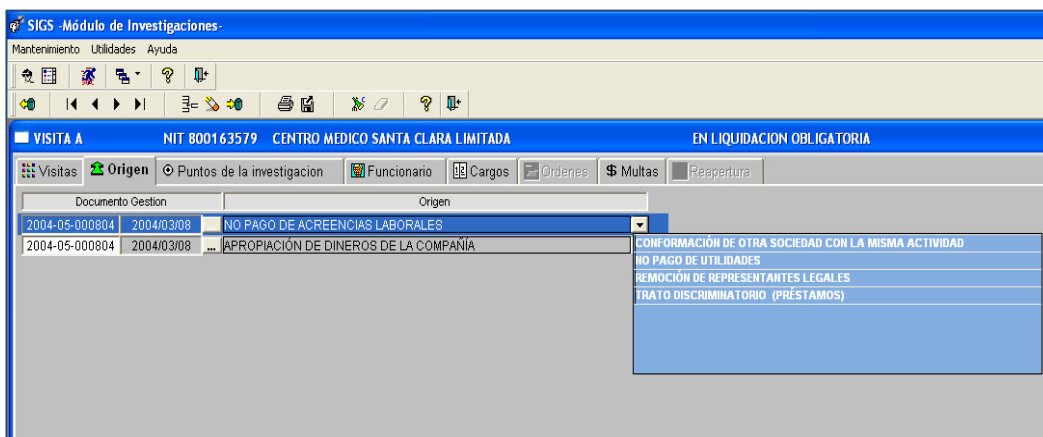 SIGS -Módulo de Investigaciones-
Mantenimiento Utilidades Ayuda
VISITA A NIT 800163579 CENTRO MEDICO SANTA CLARA LIMITADA EN LIQUIDACION OBLIGATORIA
Visitas Origen Puntos de la investigacion Funcionario Cargos Ordenes $ Multas Reapertura
Documento Gestion Origen
2004-05-000804 2004/03/08 ... NO PAGO DE ACREENCIAS LABORALES
2004-05-000804 2004/03/08 ... APROPIACIÓN DE DINEROS DE LA COMPAÑÍA
CONFORMACIÓN DE OTRA SOCIEDAD CON LA MISMA ACTIVIDAD
NO PAGO DE UTILIDADES
REMOCIÓN DE REPRESENTANTES LEGALES
TRATO DISCRIMINATORIO (PRÉSTAMOS)